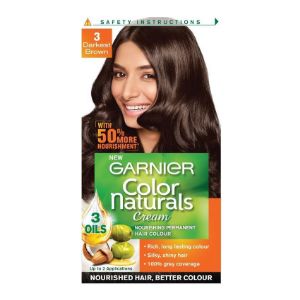 SAFETY INSTRUCTIONS
3
Darkest
Brown
WITH
50% MORE
NOURISHMENT*
NEW
GARNIER
Color
Naturals
Cream
NOURISHING PERMANENT
HAIR COLOUR
3
OILS
• Rich, long lasting colour
• Silky, shiny hair
• 100% grey coverage
Up to 2 Applications
NOURISHED HAIR, BETTER COLOUR